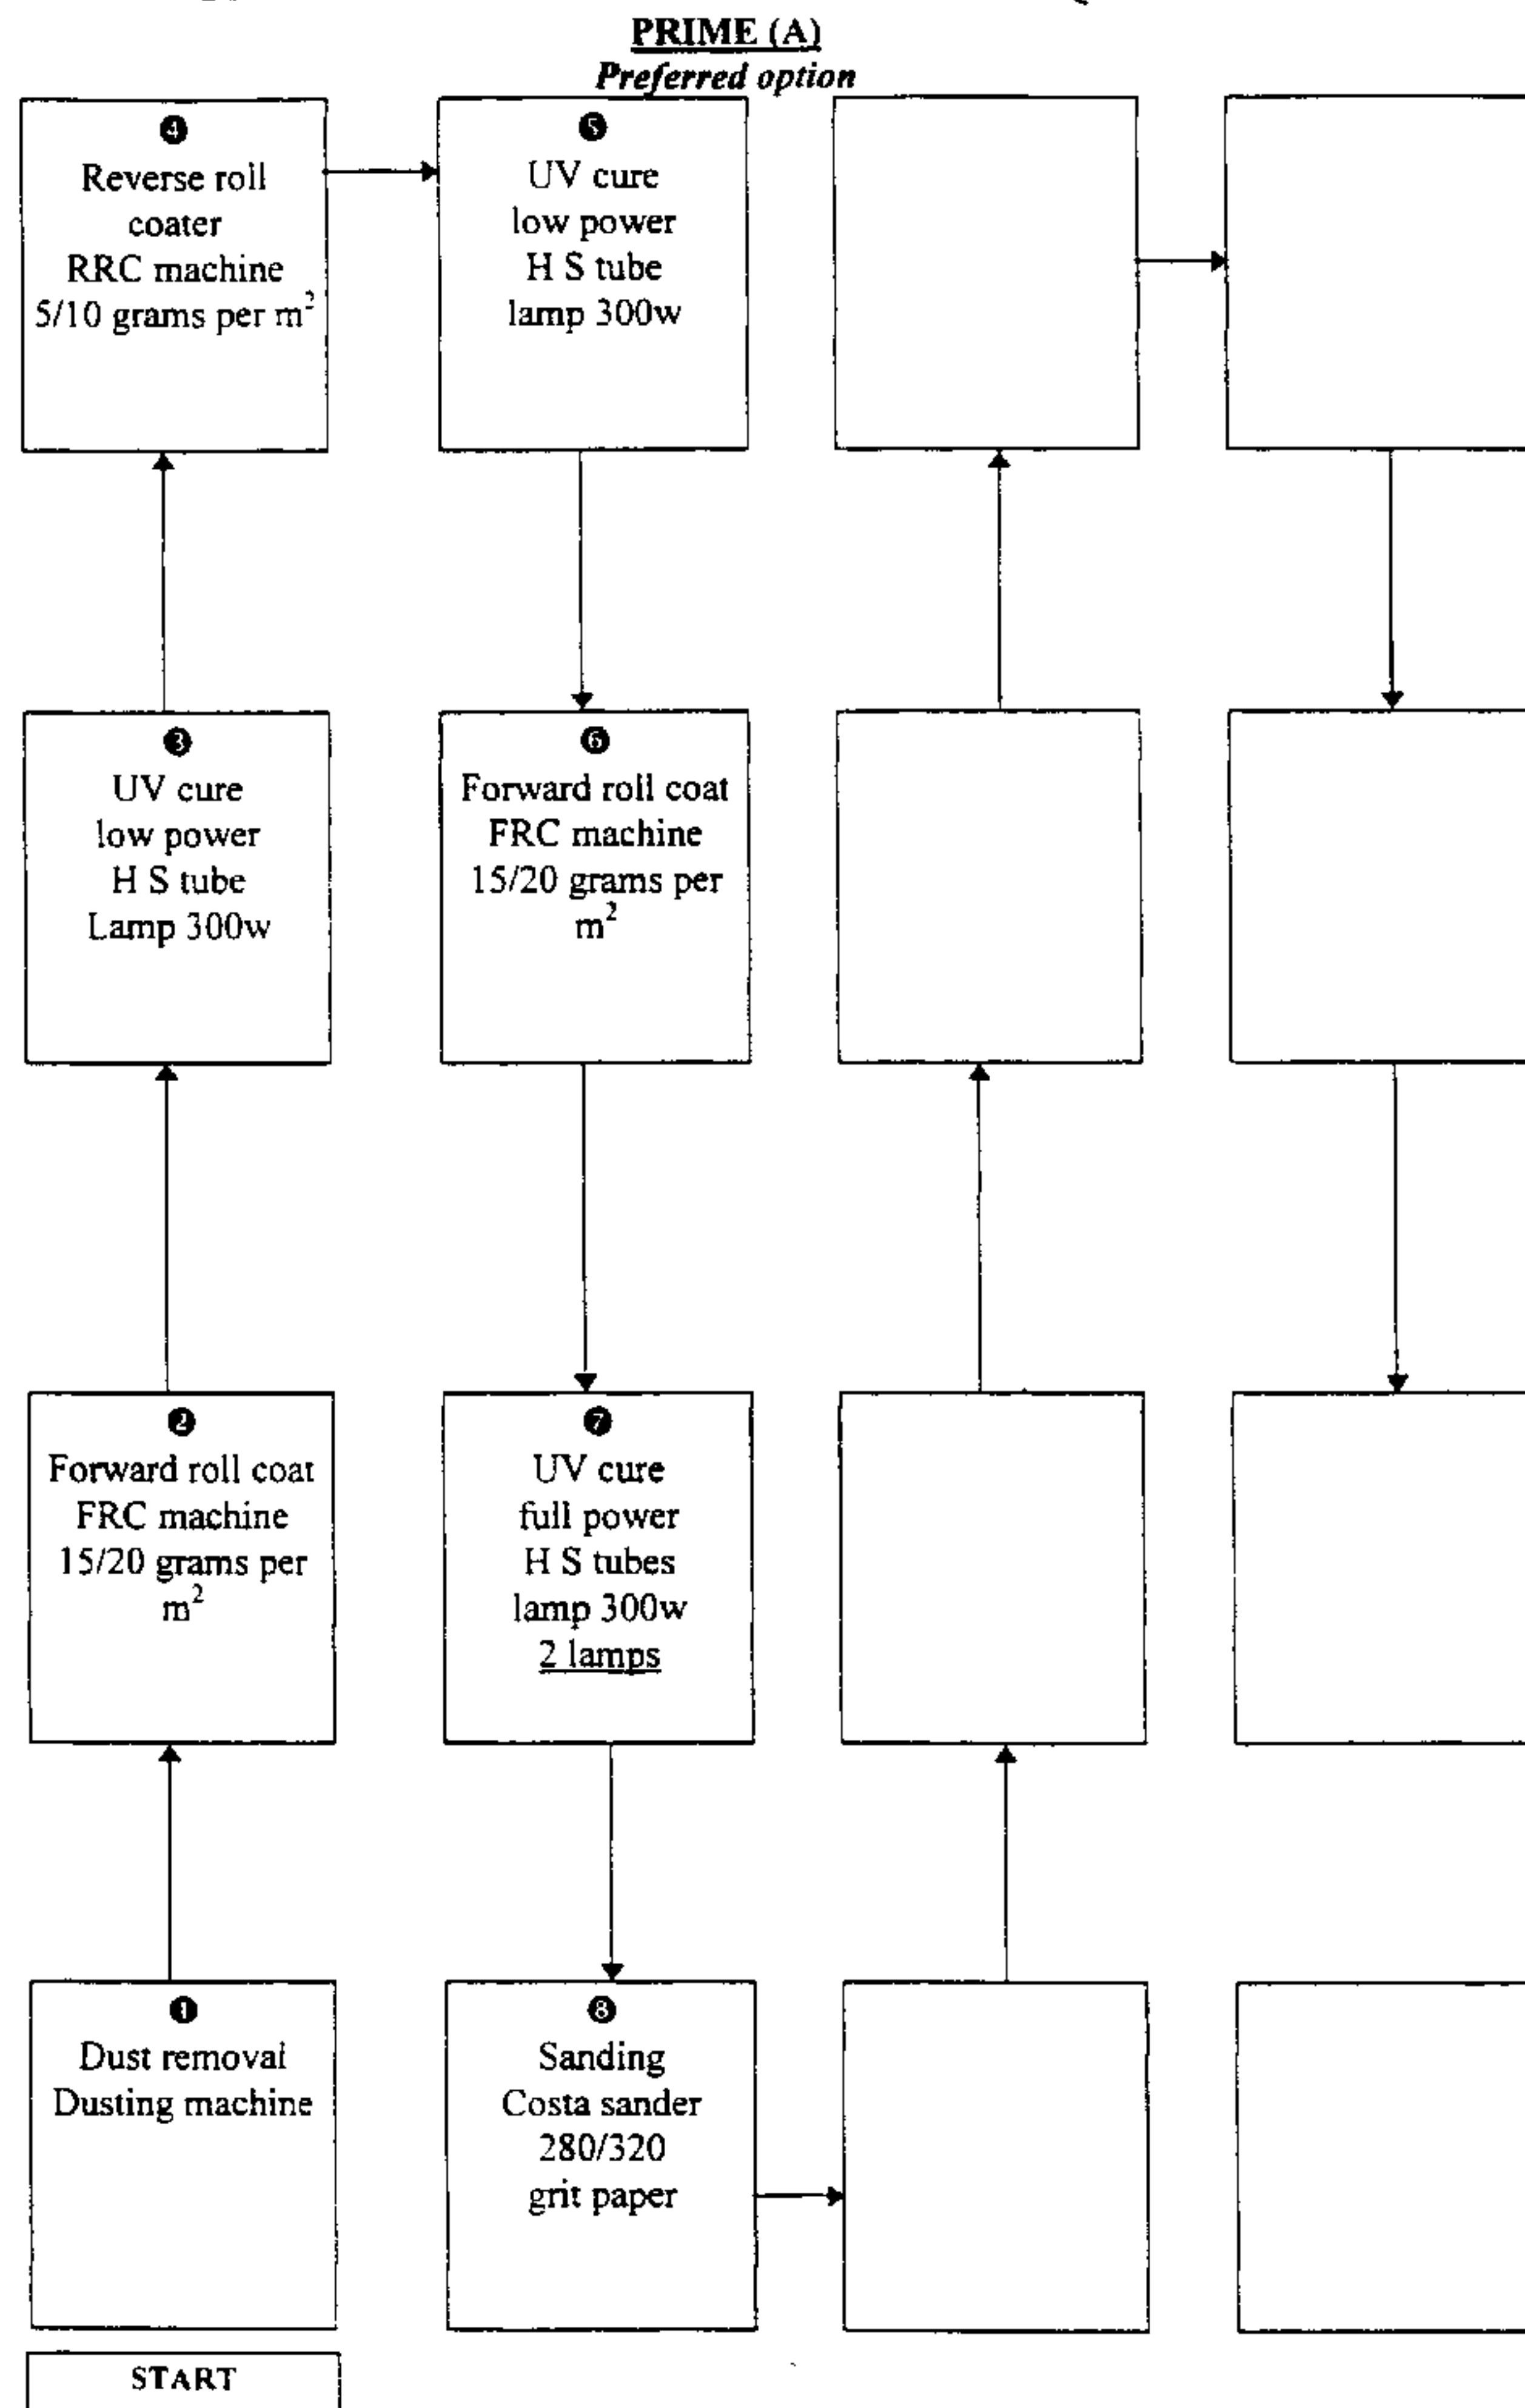 PRIME (A)
Preferred option
❹
Reverse roll
coater
RRC machine
5/10 grams per m²
❺
UV cure
low power
H S tube
lamp 300w
❸
UV cure
low power
H S tube
Lamp 300w
❻
Forward roll coat
FRC machine
15/20 grams per
m²
❷
Forward roll coat
FRC machine
15/20 grams per
m²
❼
UV cure
full power
H S tubes
lamp 300w
2 lamps
❶
Dust removal
Dusting machine
❽
Sanding
Costa sander
280/320
grit paper
START